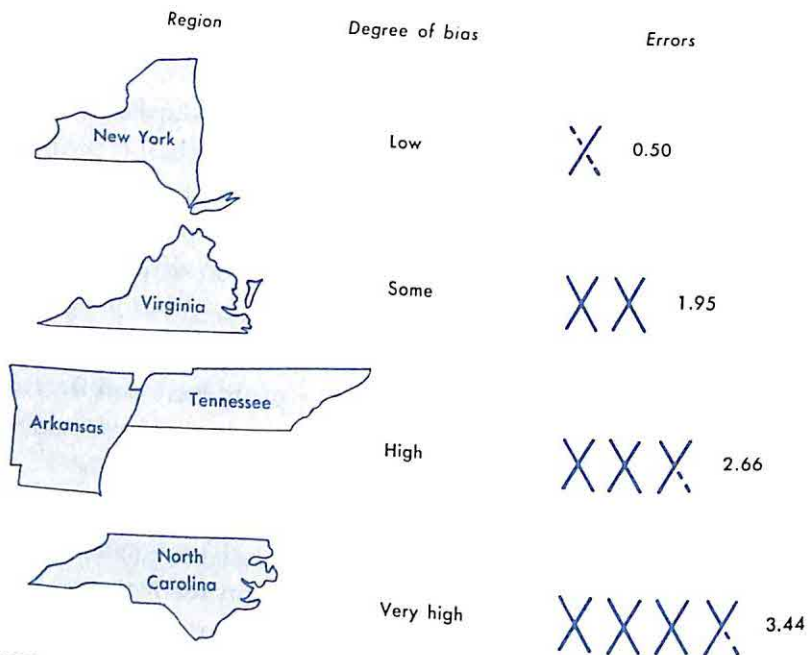 Region Degree of bias Errors
New York Low 0.50
Virginia Some 1.95
Tennessee
Arkansas
High 2.66
North
Carolina
Very high 3.44